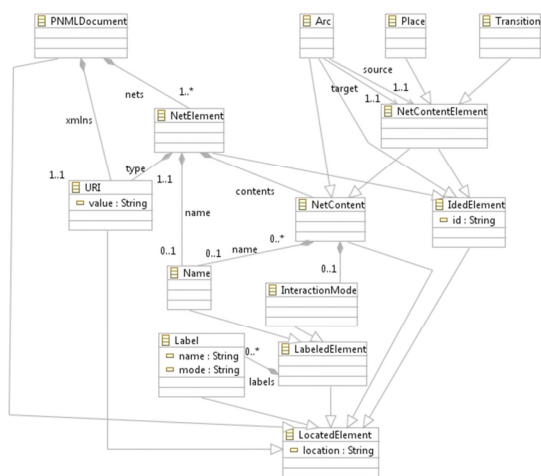 PNMLDocument
Arc
Place
Transition
source
nets
1..*
target
1..1
1..1
xmlns
NetElement
NetContentElement
type
1..1
1..1
URI
value : String
contents
NetContent
IdedElement
id : String
name
0..*
0..1
0..1
name
0..1
Name
InteractionMode
Label
name : String
mode : String
0..*
labels
LabeledElement
LocatedElement
location : String